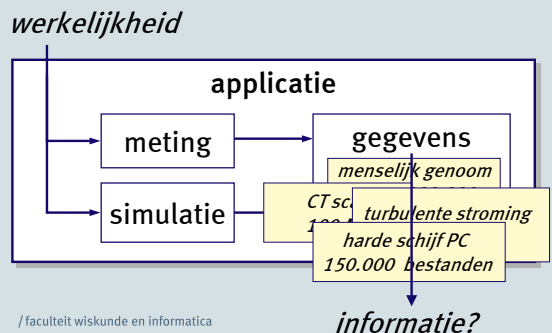 werkelijkheid
applicatie
meting
gegevens
menselijk genoom
simulatie
CT
turbulente stroming
harde schijf PC
150.000 bestanden
/ faculteit wiskunde en informatica
informatie?